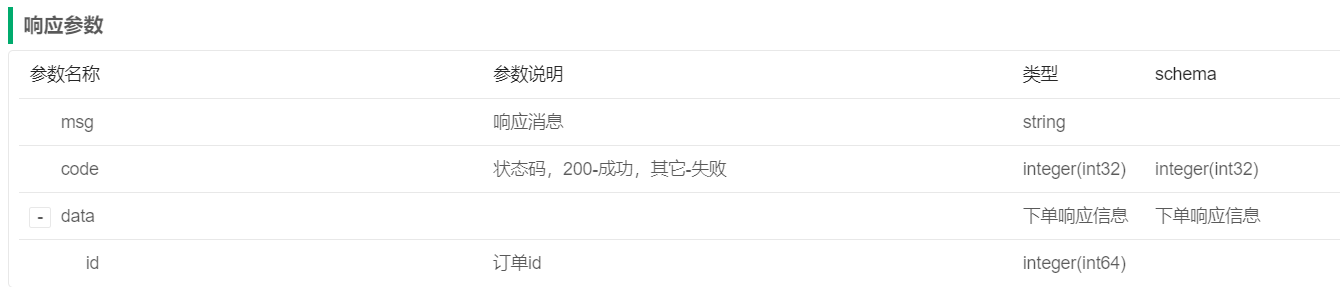 响应参数
参数名称 参数说明 类型 schema
msg 响应消息 string
code 状态码，200-成功，其它-失败 integer(int32) integer(int32)
- data 下单响应信息 下单响应信息
id 订单id integer(int64)